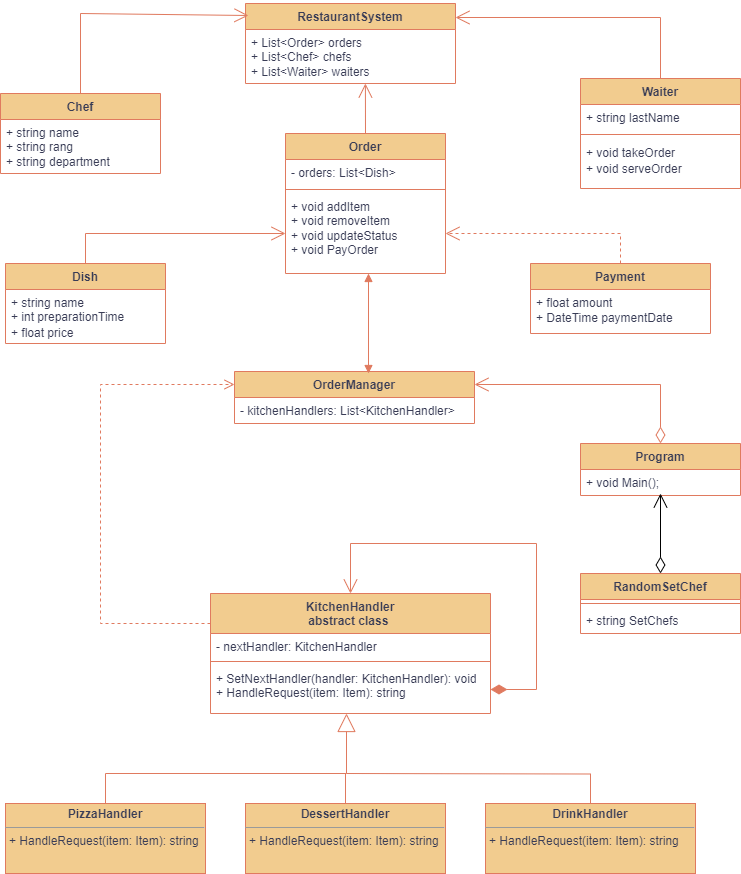 RestaurantSystem
+ List<Order> orders
+ List<Chef> chefs
+ List<Waiter> waiters
Chef
+ string name
+ string rang
+ string department
Waiter
+ string lastName
+ void takeOrder
+ void serveOrder
Order
- orders: List<Dish>
+ void addItem
+ void removeItem
+ void updateStatus
+ void PayOrder
Dish
+ string name
+ int preparationTime
+ float price
Payment
+ float amount
+ DateTime paymentDate
OrderManager
- kitchenHandlers: List<KitchenHandler>
Program
+ void Main();
RandomSetChef
+ string SetChefs
KitchenHandler
abstract class
- nextHandler: KitchenHandler
+ SetNextHandler(handler: KitchenHandler): void
+ HandleRequest(item: Item): string
PizzaHandler
+ HandleRequest(item: Item): string
DessertHandler
+ HandleRequest(item: Item): string
DrinkHandler
+ HandleRequest(item: Item): string